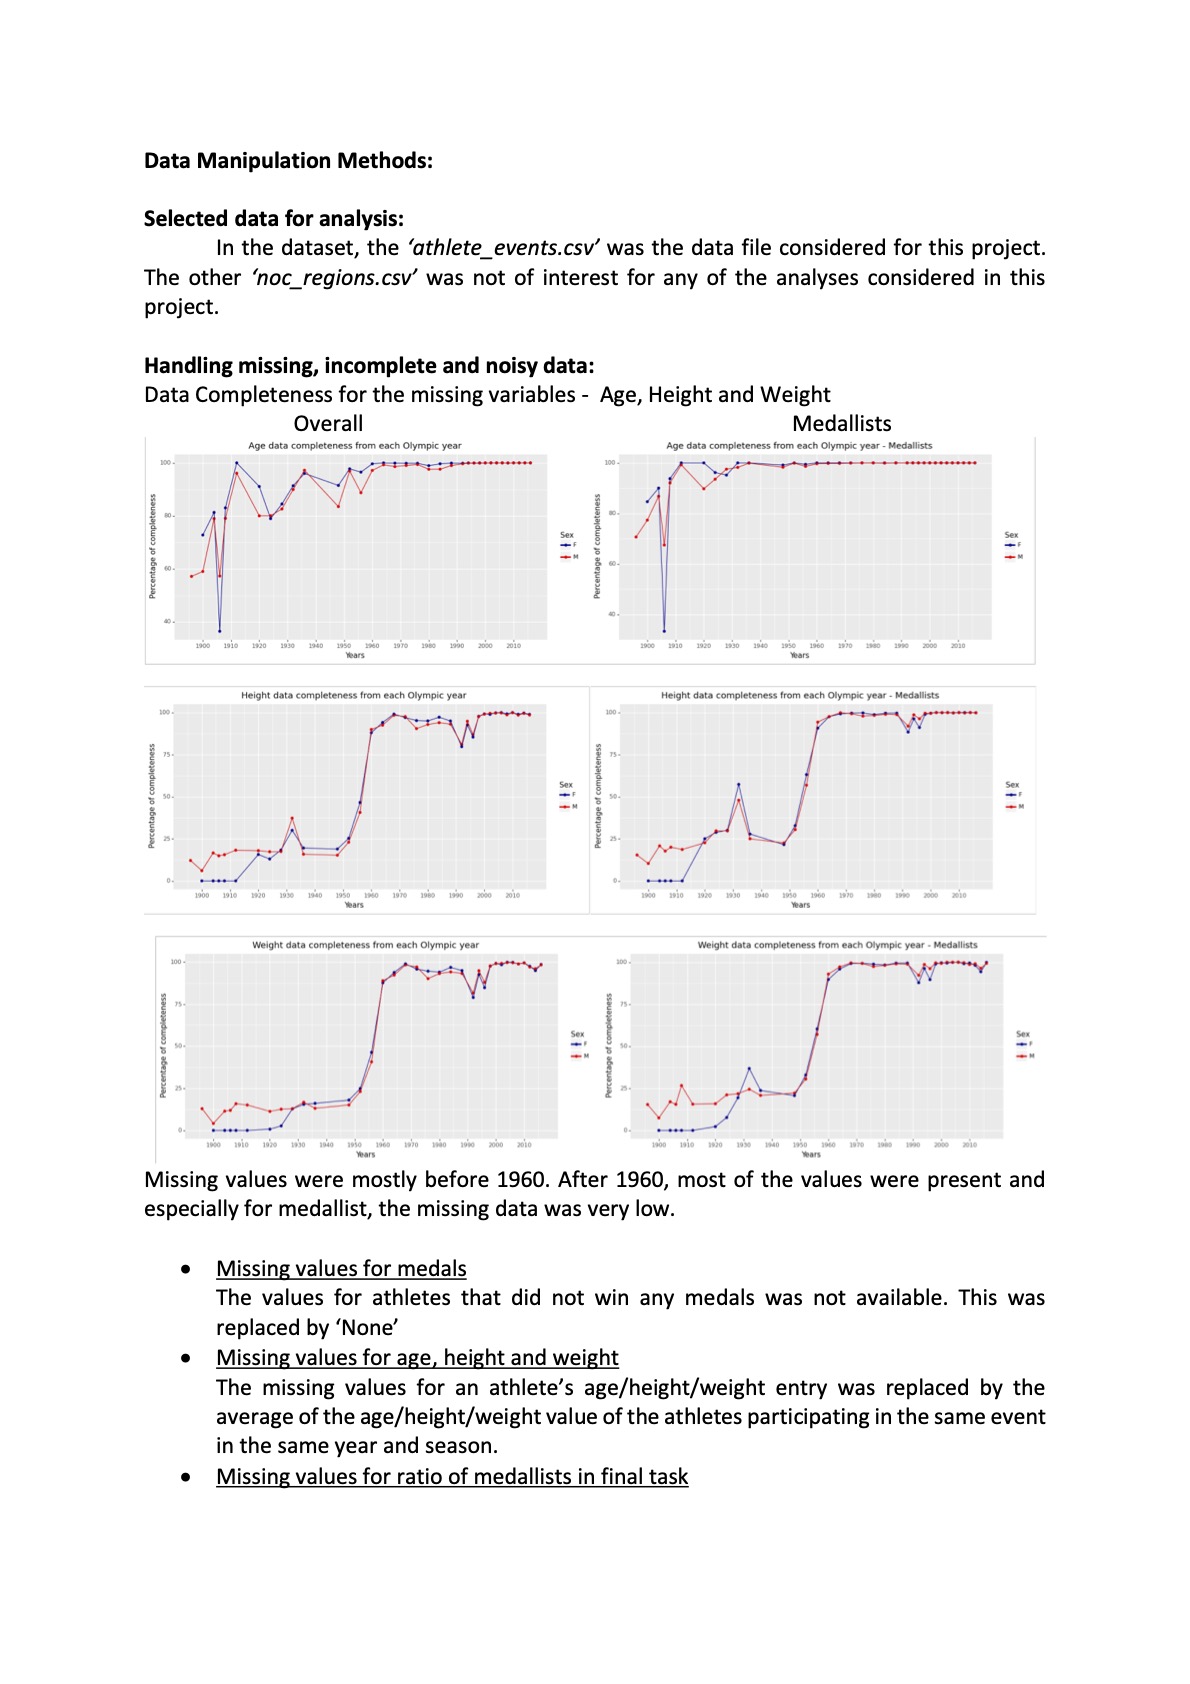 Data Manipulation Methods:
Selected data for analysis:
In the dataset, the ‘athlete_events.csv’ was the data file considered for this project.
The other ‘noc_regions.csv’ was not of interest for any of the analyses considered in this
project.
Handling missing, incomplete and noisy data:
Data Completeness for the missing variables - Age, Height and Weight
Overall Medallists
Age data completeness from each Olympic year
100
80
60
40
Percentage of completeness
1900 1910 1920 1930 1940 1950 1960 1970 1980 1990 2000 2010
Years
Sex
F
M
Age data completeness from each Olympic year - Medallists
100
80
60
40
Percentage of completeness
1900 1910 1920 1930 1940 1950 1960 1970 1980 1990 2000 2010
Years
Sex
F
M
Height data completeness from each Olympic year
100
75
50
25
0
Percentage of completeness
1900 1910 1920 1930 1940 1950 1960 1970 1980 1990 2000 2010
Years
Sex
F
M
Height data completeness from each Olympic year - Medallists
100
75
50
25
0
Percentage of completeness
1900 1910 1920 1930 1940 1950 1960 1970 1980 1990 2000 2010
Years
Sex
F
M
Weight data completeness from each Olympic year
100
75
50
25
0
Percentage of completeness
1900 1910 1920 1930 1940 1950 1960 1970 1980 1990 2000 2010
Years
Sex
F
M
Weight data completeness from each Olympic year - Medallists
100
75
50
25
0
Percentage of completeness
1900 1910 1920 1930 1940 1950 1960 1970 1980 1990 2000 2010
Years
Sex
F
M
Missing values were mostly before 1960. After 1960, most of the values were present and
especially for medallist, the missing data was very low.
• Missing values for medals
The values for athletes that did not win any medals was not available. This was
replaced by ‘None’
• Missing values for age, height and weight
The missing values for an athlete’s age/height/weight entry was replaced by the
average of the age/height/weight value of the athletes participating in the same event
in the same year and season.
• Missing values for ratio of medallists in final task